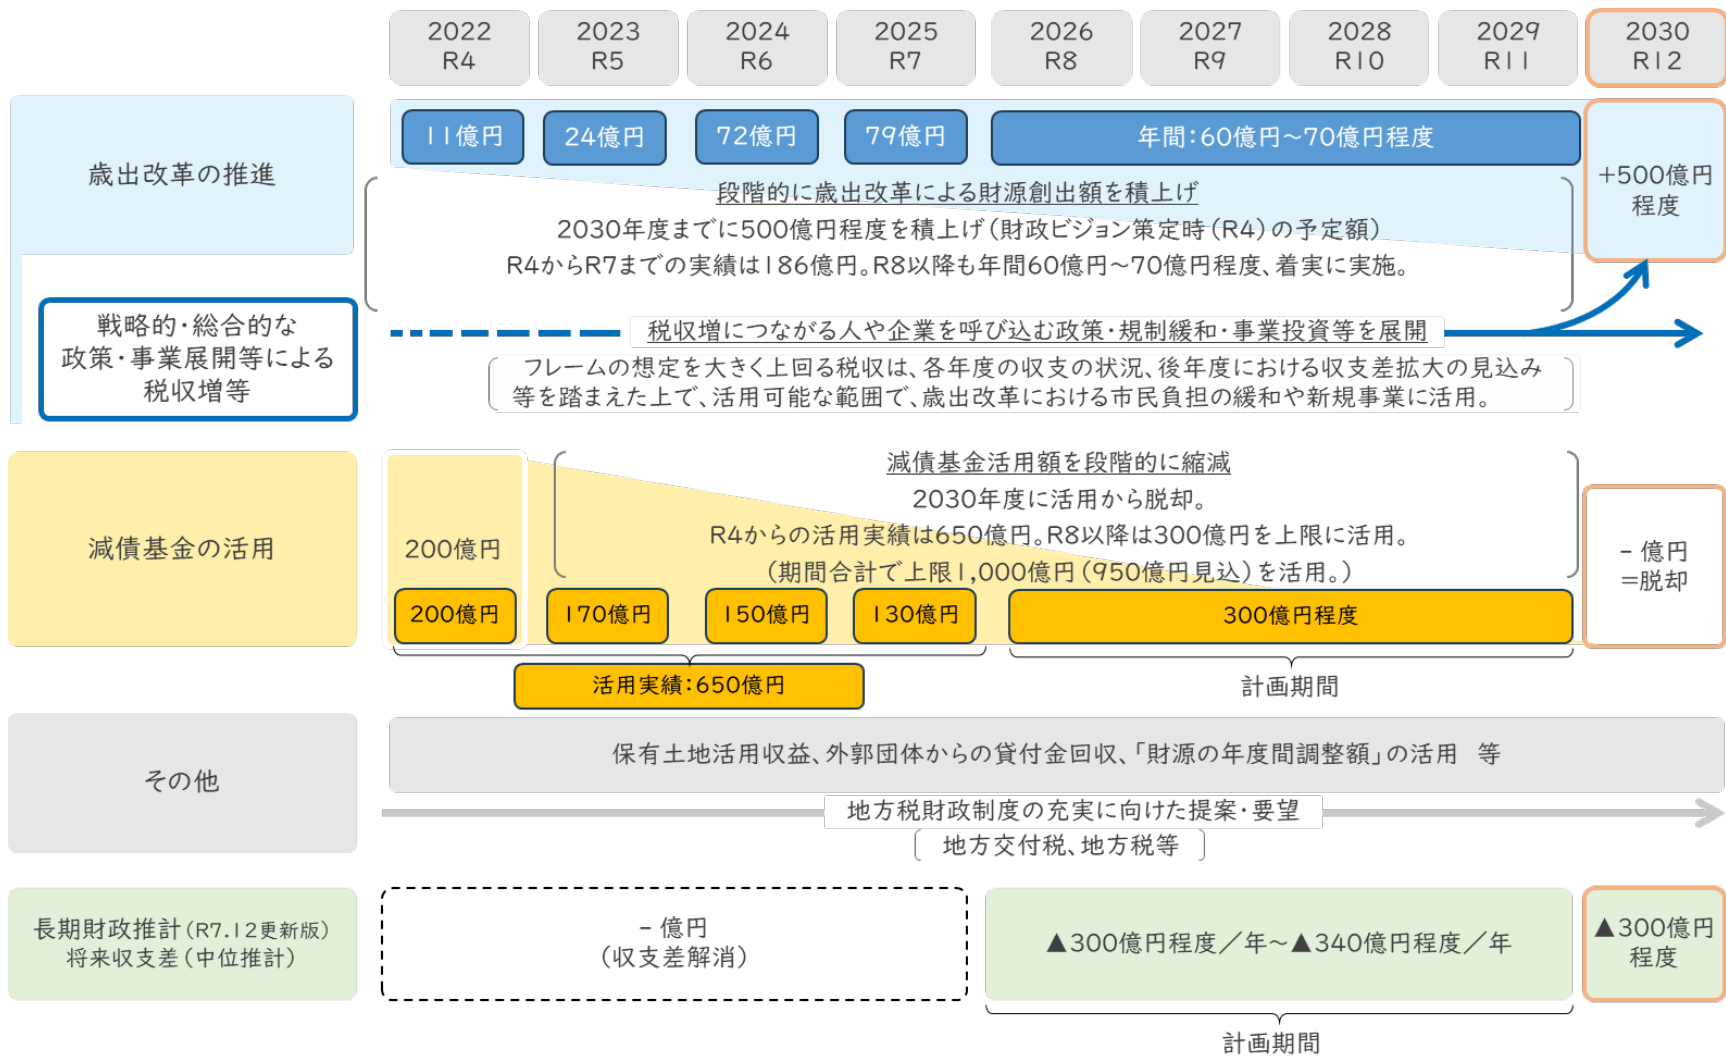 2022
R4
2023
R5
2024
R6
2025
R7
2026
R8
2027
R9
2028
R10
2029
R11
2030
R12
歳出改革の推進
11億円
24億円
72億円
79億円
年間：60億円～70億円程度
＋500億円
程度
段階的に歳出改革による財源創出額を積上げ
2030年度までに500億円程度を積上げ（財政ビジョン策定時（R4）の予定額）
R4からR7までの実績は186億円。R8以降も年間60億円～70億円程度、着実に実施。
戦略的・総合的な
政策・事業展開等による
税収増等
税収増につながる人や企業を呼び込む政策・規制緩和・事業投資等を展開
フレームの想定を大きく上回る税収は、各年度の収支の状況、後年度における収支差拡大の見込み
等を踏まえた上で、活用可能な範囲で、歳出改革における市民負担の緩和や新規事業に活用。
減債基金の活用
200億円
減債基金活用額を段階的に縮減
2030年度に活用から脱却。
R4からの活用実績は650億円。R8以降は300億円を上限に活用。
（期間合計で上限1,000億円（950億円見込）を活用。）
200億円
170億円
150億円
130億円
300億円程度
－ 億円
＝脱却
活用実績：650億円
計画期間
その他
保有土地活用収益、外郭団体からの貸付金回収、「財源の年度間調整額」の活用　等
地方税財政制度の充実に向けた提案・要望
地方交付税、地方税等
長期財政推計（R7.12更新版）
将来収支差（中位推計）
－ 億円
（収支差解消）
▲300億円程度／年～▲340億円程度／年
▲300億円
程度
計画期間